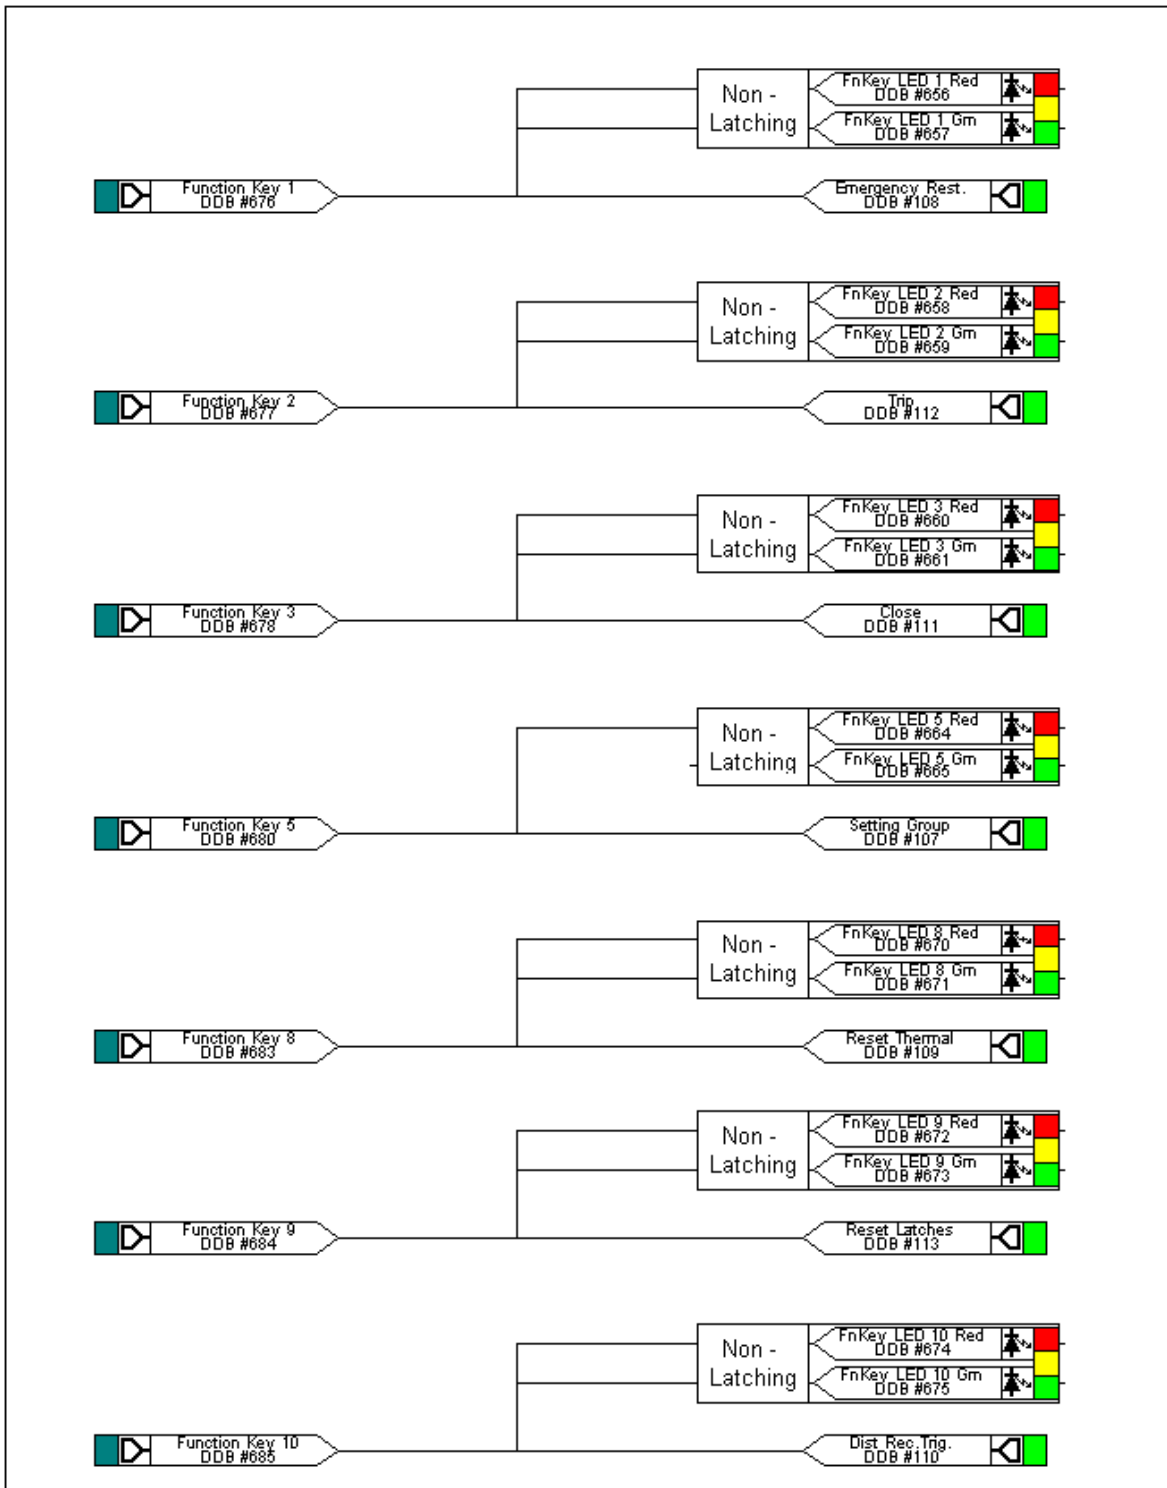 Non -
Latching
FnKey LED 1 Red
DDB #656
FnKey LED 1 Grn
DDB #657
Function Key 1
DDB #676
Emergency Rest.
DDB #108
Non -
Latching
FnKey LED 2 Red
DDB #658
FnKey LED 2 Grn
DDB #659
Function Key 2
DDB #677
Trip
DDB #112
Non -
Latching
FnKey LED 3 Red
DDB #660
FnKey LED 3 Grn
DDB #661
Function Key 3
DDB #678
Close
DDB #111
Non -
Latching
FnKey LED 5 Red
DDB #664
FnKey LED 5 Grn
DDB #665
Function Key 5
DDB #680
Setting Group
DDB #107
Non -
Latching
FnKey LED 8 Red
DDB #670
FnKey LED 8 Grn
DDB #671
Function Key 8
DDB #683
Reset Thermal
DDB #109
Non -
Latching
FnKey LED 9 Red
DDB #672
FnKey LED 9 Grn
DDB #673
Function Key 9
DDB #684
Reset Latches
DDB #113
Non -
Latching
FnKey LED 10 Red
DDB #674
FnKey LED 10 Grn
DDB #675
Function Key 10
DDB #685
Dist Rec.Trig.
DDB #110